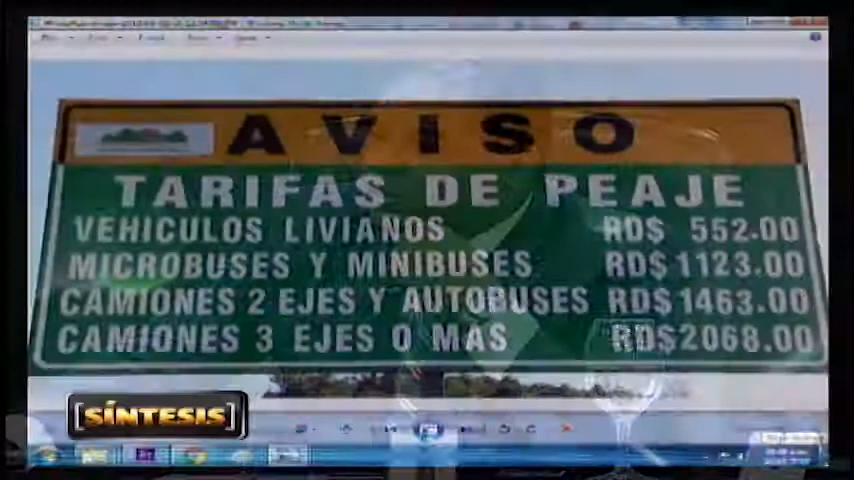 AVISO
TARIFAS DE PEAJE
VEHICULOS LIVIANOS RD$ 552.00
MICROBUSES Y MINIBUSES RD$1123.00
CAMIONES 2 EJES Y AUTOBUSES RD$1463.00
CAMIONES 3 EJES O MAS RD$2068.00
[SÍNTESIS]